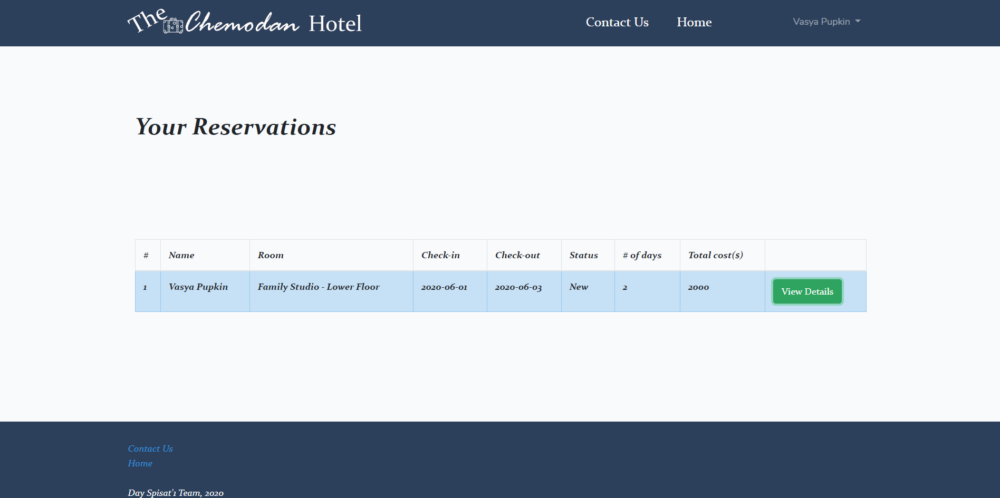 The Chemodan Hotel
Contact Us Home Vasya Pupkin
Your Reservations
# Name Room Check-in Check-out Status # of days Total cost($)
1 Vasya Pupkin Family Studio - Lower Floor 2020-06-01 2020-06-03 New 2 2000 View Details
Contact Us
Home
Day Spisat'1 Team, 2020